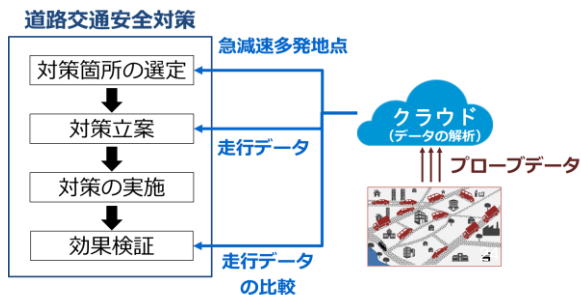 道路交通安全対策
対策箇所の選定
対策立案
対策の実施
効果検証
急減速多発地点
走行データ
走行データ
の比較
クラウド
(データの解析)
プローブデータ